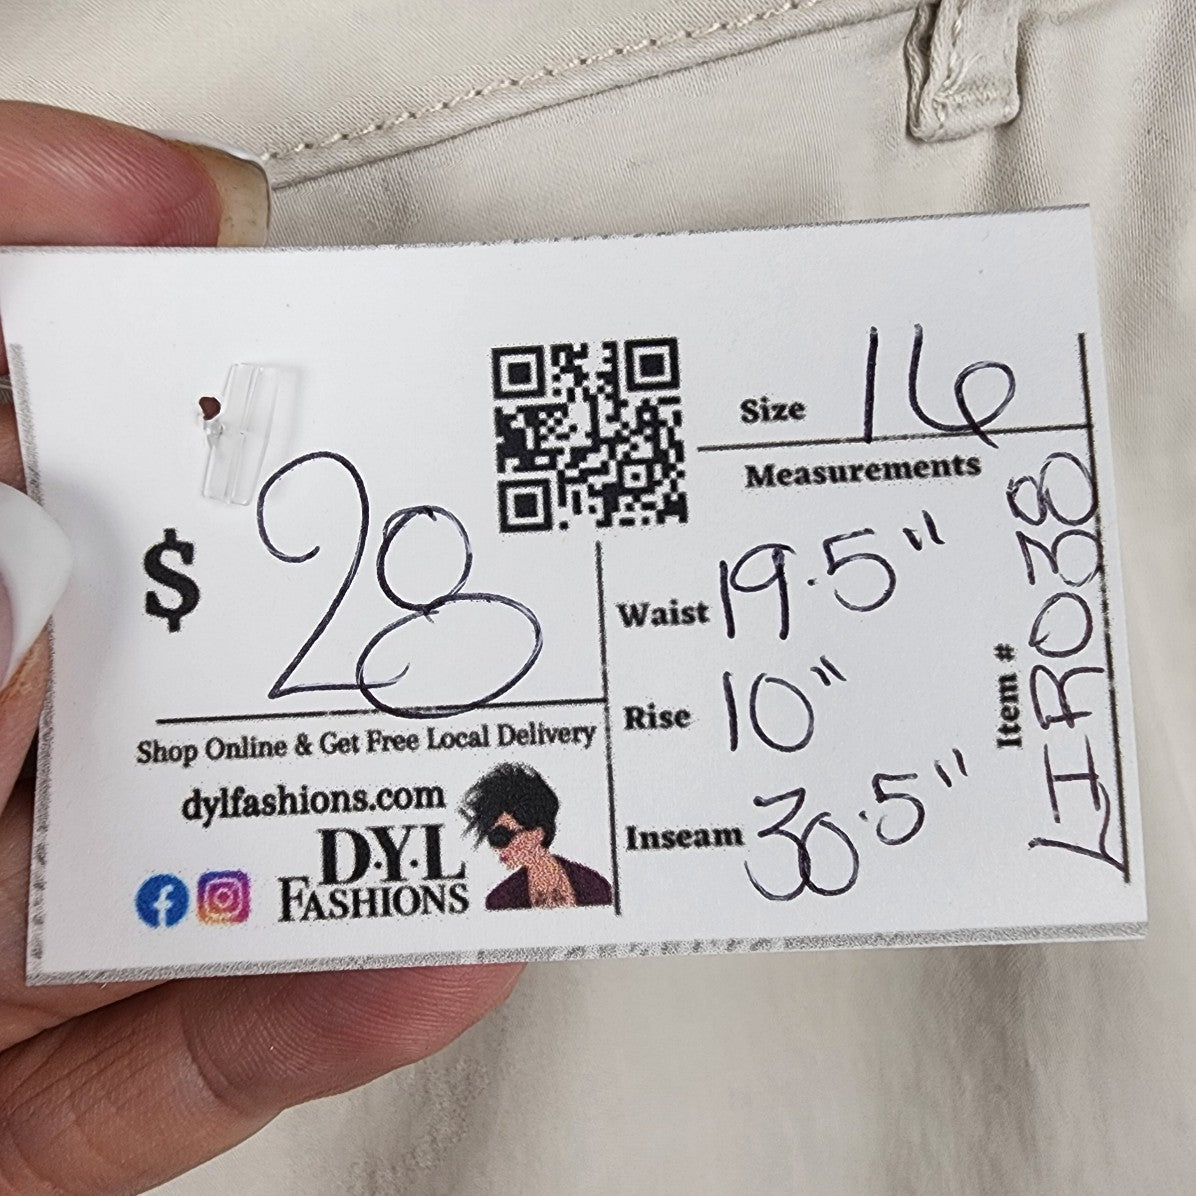 $ 28
Shop Online & Get Free Local Delivery
dylfashions.com
D·Y·L
FASHIONS
Size 16
Measurements
Waist 19.5"
Rise 10"
Inseam 30.5"
Item # LIR038